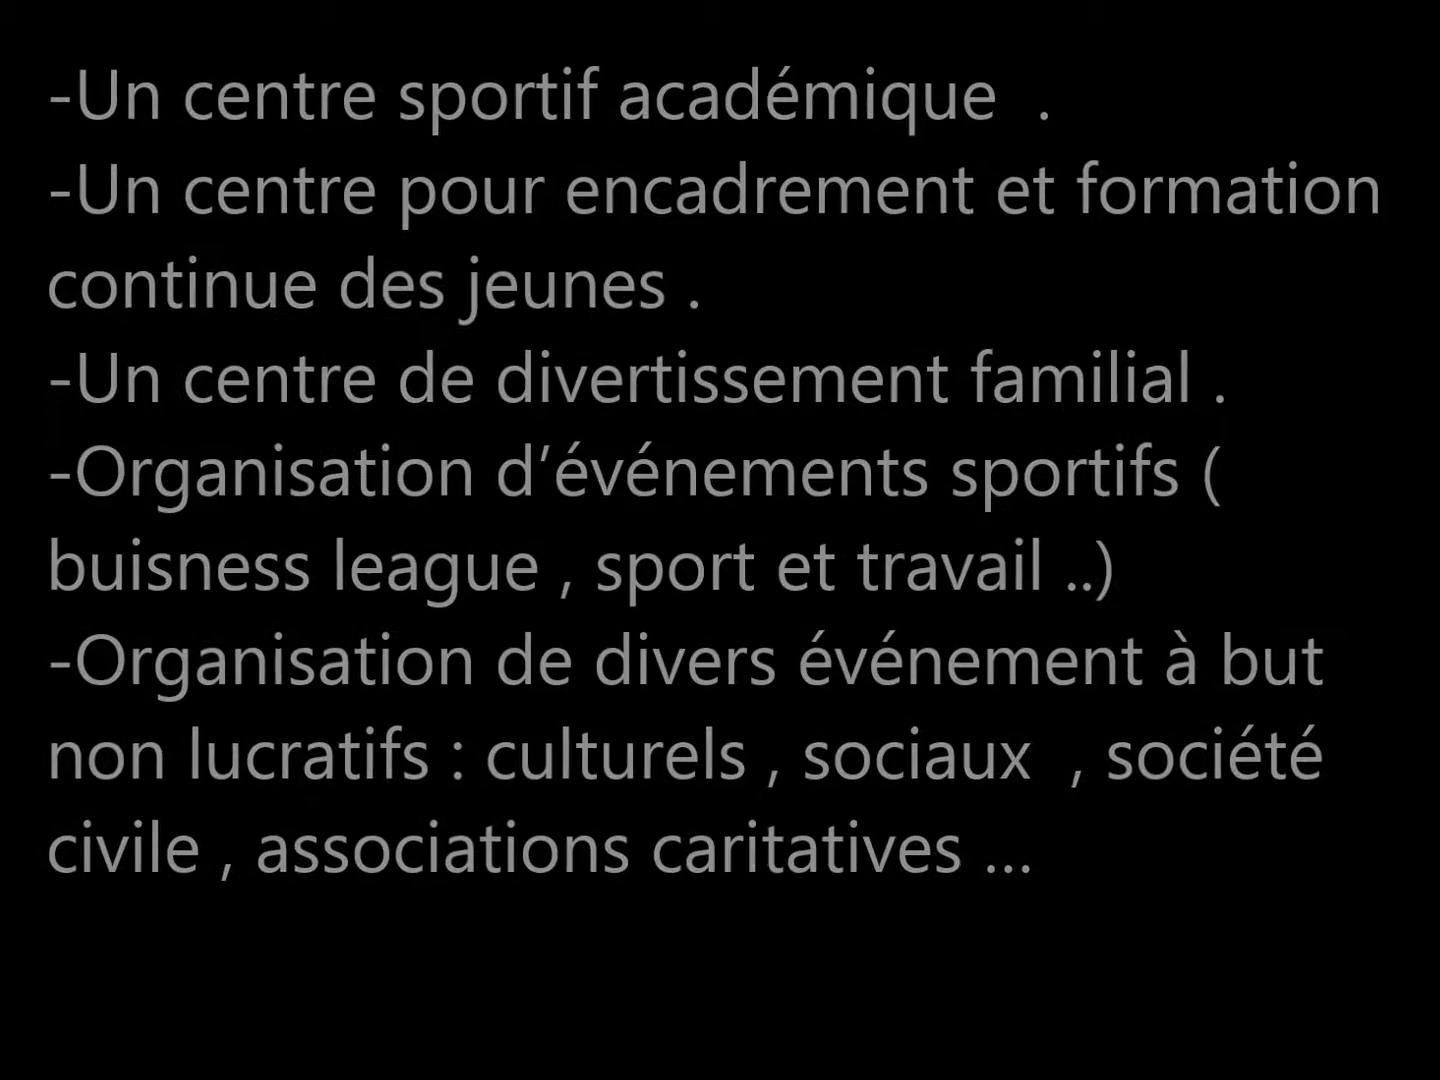 -Un centre sportif académique  .
-Un centre pour encadrement et formation
continue des jeunes .
-Un centre de divertissement familial .
-Organisation d’événements sportifs (
buisness league , sport et travail ..)
-Organisation de divers événement à but
non lucratifs : culturels , sociaux  , société
civile , associations caritatives ...